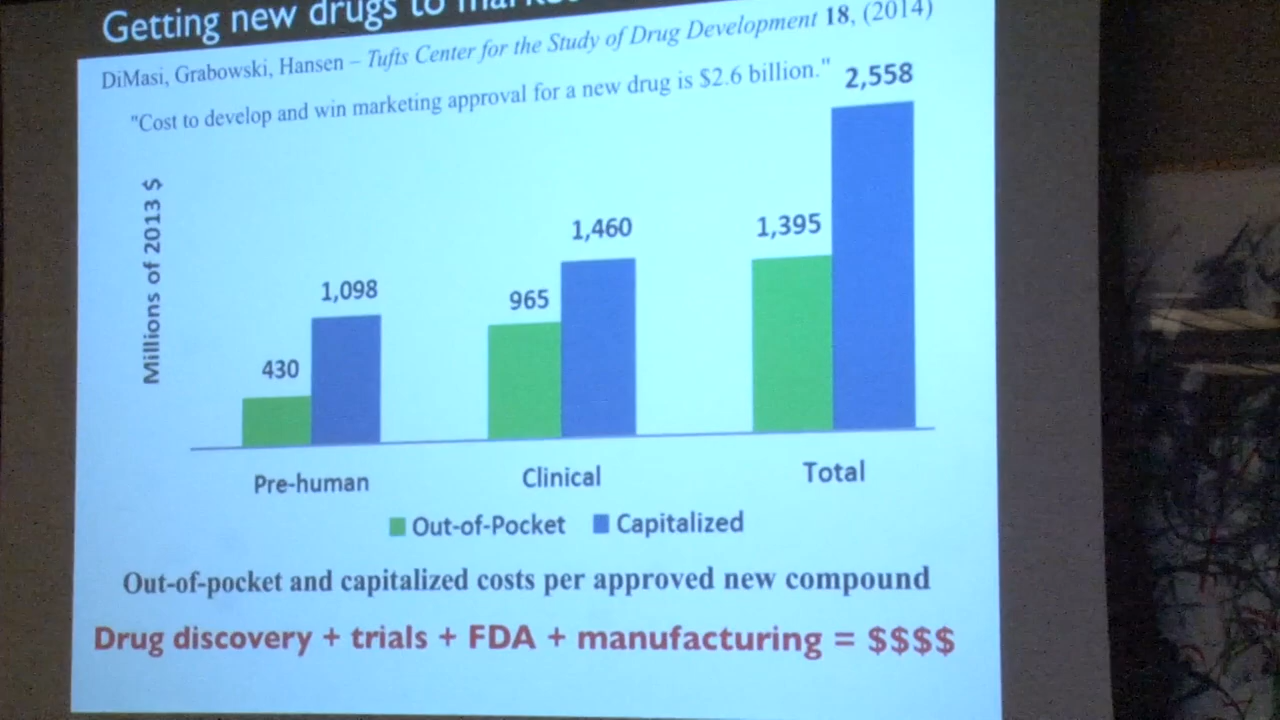 Getting new drugs to market
DiMasi, Grabowski, Hansen – Tufts Center for the Study of Drug Development 18, (2014)
"Cost to develop and win marketing approval for a new drug is $2.6 billion."
2,558
Millions of 2013 $
1,460
1,395
1,098
965
430
Pre-human
Clinical
Total
Out-of-Pocket
Capitalized
Out-of-pocket and capitalized costs per approved new compound
Drug discovery + trials + FDA + manufacturing = $$$$